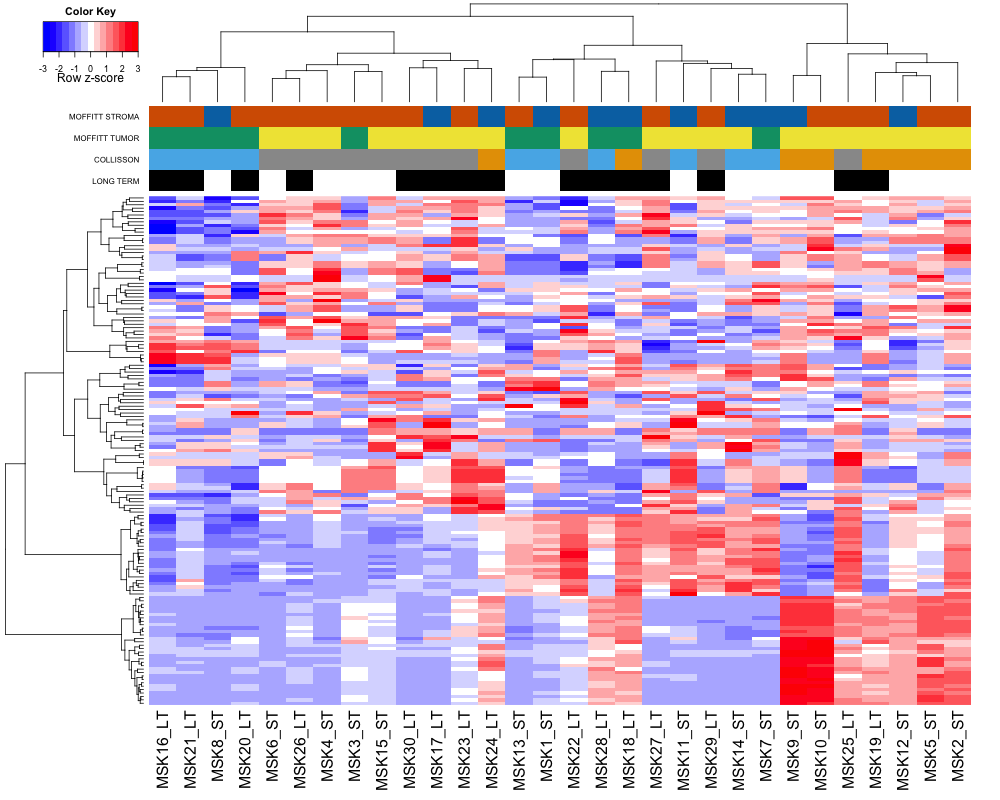 Color Key
-3 -2 -1 0 1 2 3
Row z-score
MOFFITT STROMA
MOFFITT TUMOR
COLLISSON
LONG TERM
MSK16_LT
MSK21_LT
MSK8_ST
MSK20_LT
MSK6_ST
MSK26_LT
MSK4_ST
MSK3_ST
MSK15_ST
MSK30_LT
MSK17_LT
MSK23_LT
MSK24_LT
MSK13_ST
MSK1_ST
MSK22_LT
MSK28_LT
MSK18_LT
MSK27_LT
MSK11_ST
MSK29_LT
MSK14_ST
MSK7_ST
MSK9_ST
MSK10_ST
MSK25_LT
MSK19_LT
MSK12_ST
MSK5_ST
MSK2_ST